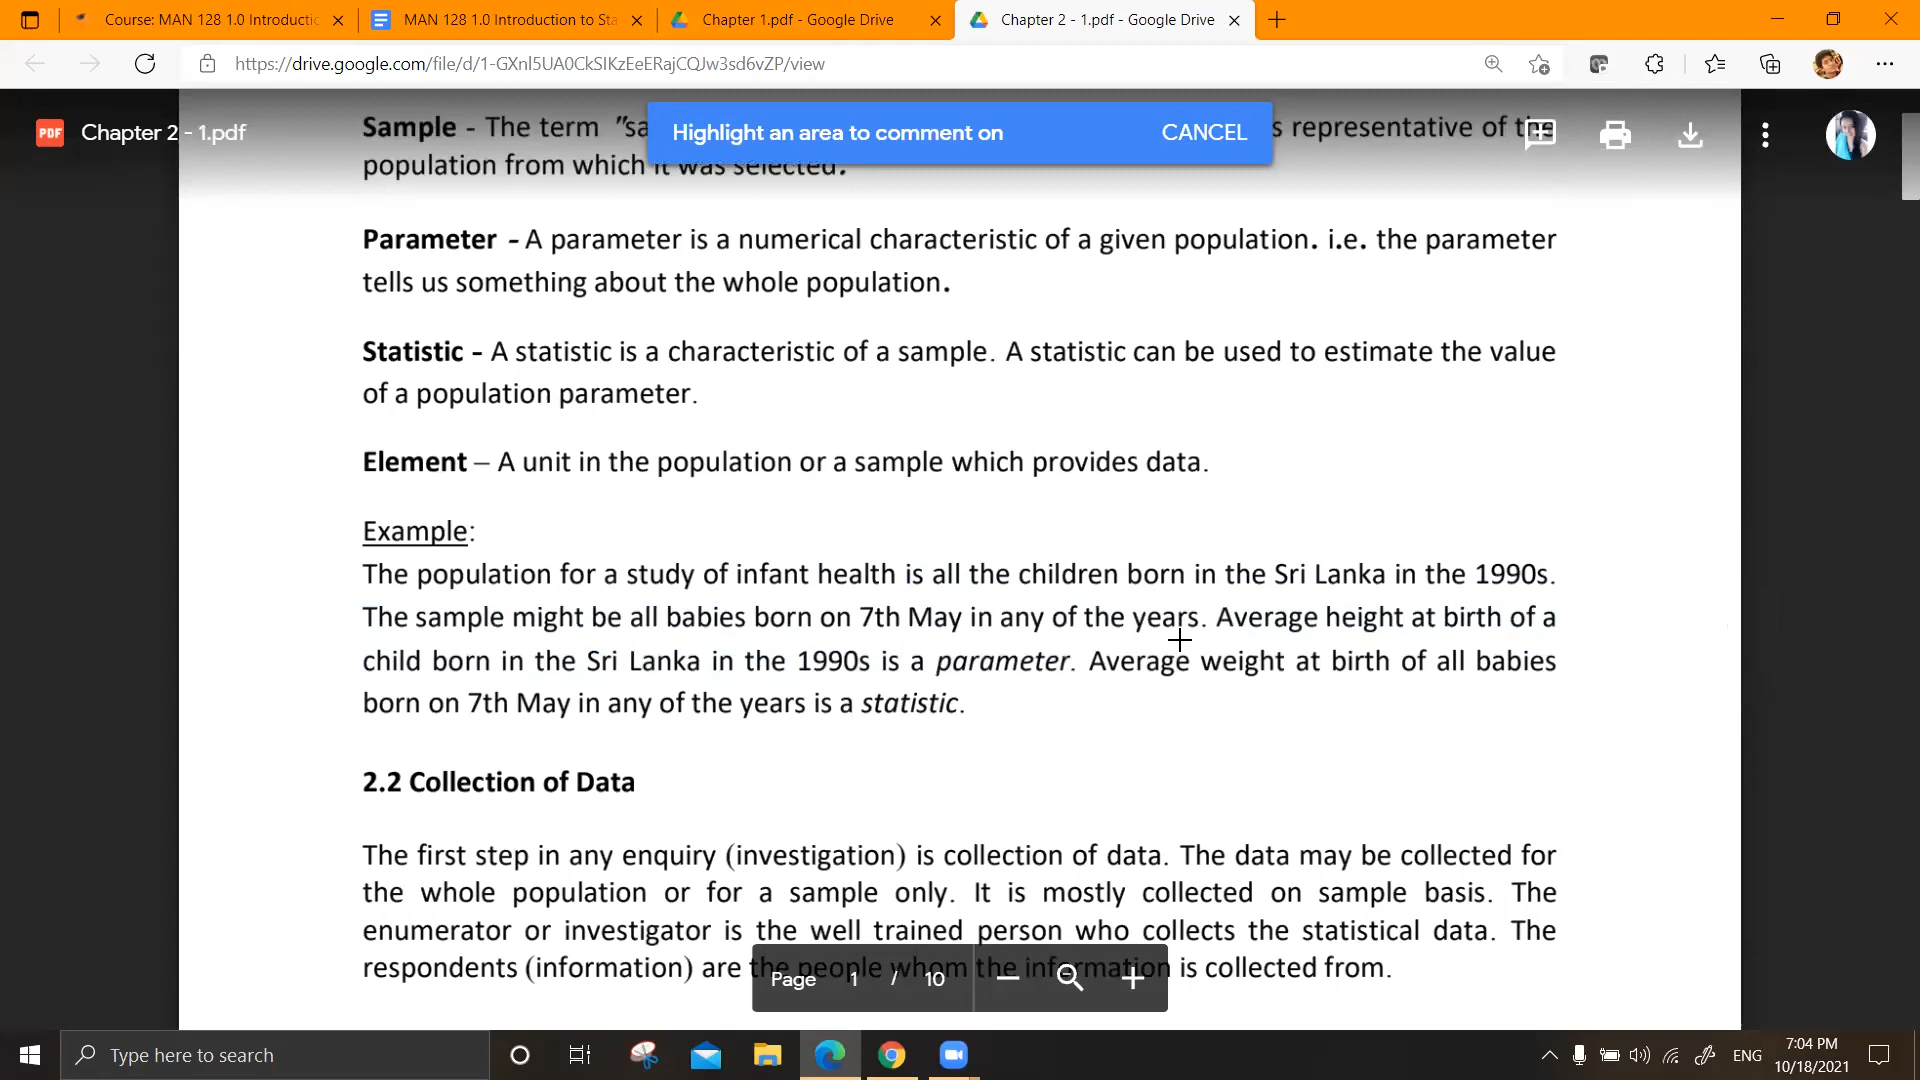 Course: MAN 128 1.0 Introductic
MAN 128 1.0 Introduction to Sta
Chapter 1.pdf - Google Drive
Chapter 2 - 1.pdf - Google Drive
https://drive.google.com/file/d/1-GXnl5UA0CkSIKzEeERajCQJw3sd6vZP/view
PDF Chapter 2 - 1.pdf
Highlight an area to comment on CANCEL
Sample - The term "sa s representative of the
population from which it was selected.
Parameter - A parameter is a numerical characteristic of a given population. i.e. the parameter
tells us something about the whole population.
Statistic - A statistic is a characteristic of a sample. A statistic can be used to estimate the value
of a population parameter.
Element – A unit in the population or a sample which provides data.
Example:
The population for a study of infant health is all the children born in the Sri Lanka in the 1990s.
The sample might be all babies born on 7th May in any of the years. Average height at birth of a
child born in the Sri Lanka in the 1990s is a parameter. Average weight at birth of all babies
born on 7th May in any of the years is a statistic.
2.2 Collection of Data
The first step in any enquiry (investigation) is collection of data. The data may be collected for
the whole population or for a sample only. It is mostly collected on sample basis. The
enumerator or investigator is the well trained person who collects the statistical data. The
respondents (information) are the people whom the information is collected from.
Page 1 / 10
Type here to search
ENG
7:04 PM
10/18/2021